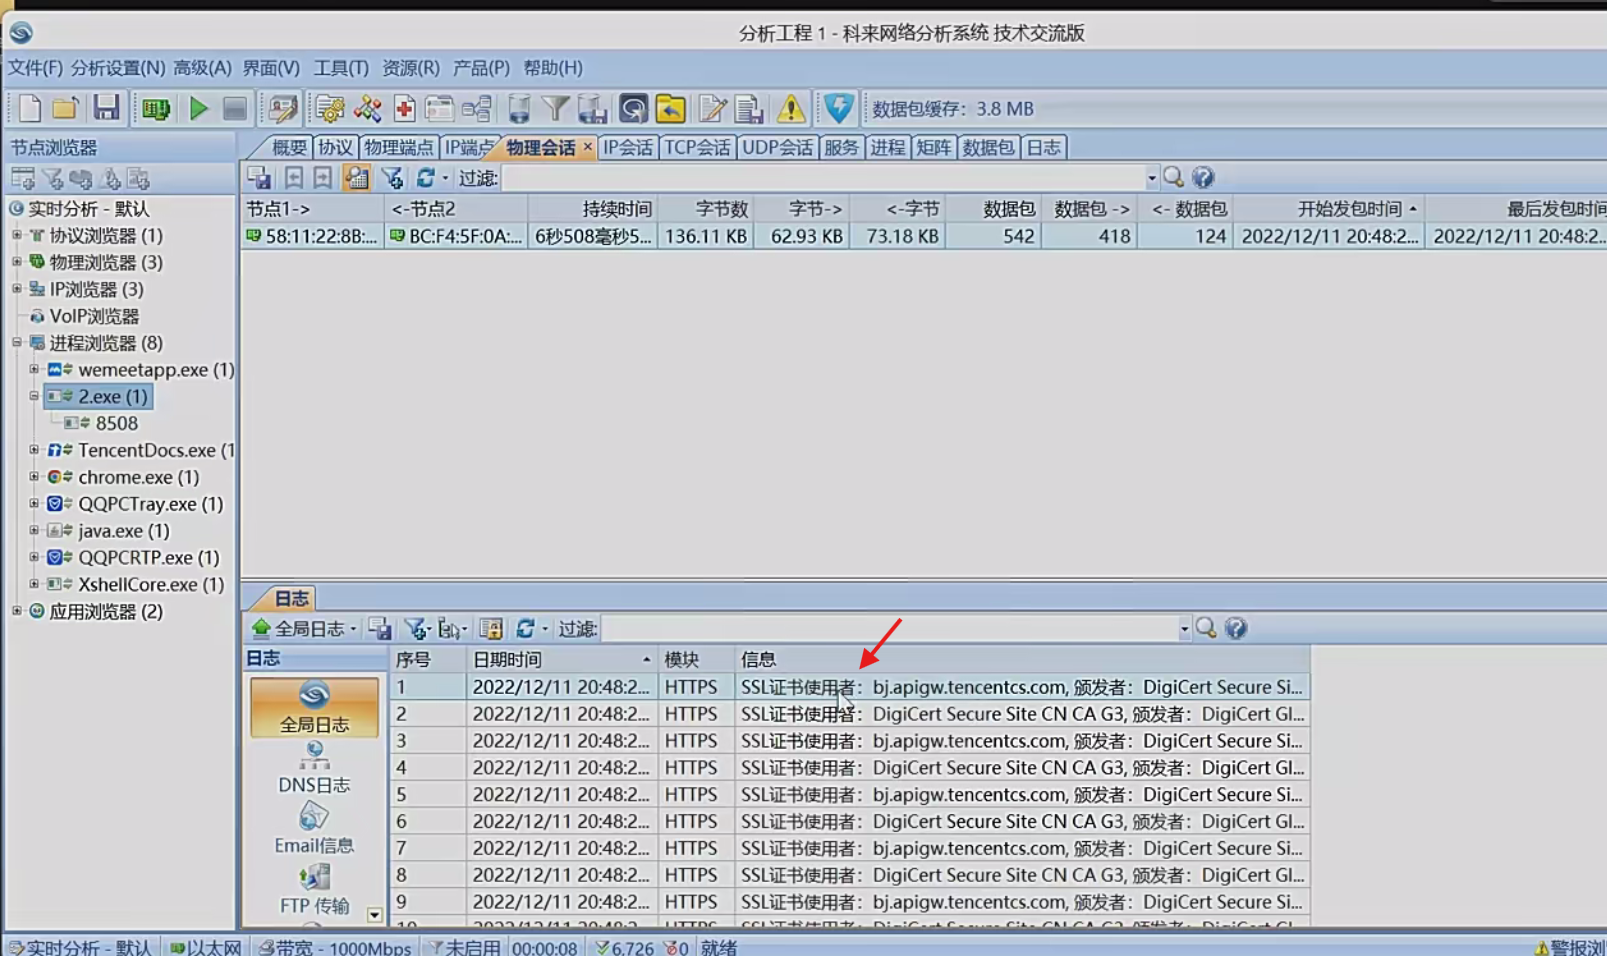 分析工程 1 - 科来网络分析系统 技术交流版
文件(F) 分析设置(N) 高级(A) 界面(V) 工具(T) 资源(R) 产品(P) 帮助(H)
数据包缓存：3.8 MB
节点浏览器
概要 协议 物理端点 IP端点 物理会话 × IP会话 TCP会话 UDP会话 服务 进程 矩阵 数据包 日志
过滤:
实时分析 - 默认
协议浏览器 (1)
物理浏览器 (3)
IP浏览器 (3)
VoIP浏览器
进程浏览器 (8)
wemeetapp.exe (1)
2.exe (1)
8508
TencentDocs.exe (1
chrome.exe (1)
QQPCTray.exe (1)
java.exe (1)
QQPCRTP.exe (1)
XshellCore.exe (1)
应用浏览器 (2)
节点1-> <-节点2 持续时间 字节数 字节-> <-字节 数据包 数据包 -> <- 数据包 开始发包时间 最后发包时间
58:11:22:8B:... BC:F4:5F:0A:... 6秒508毫秒5... 136.11 KB 62.93 KB 73.18 KB 542 418 124 2022/12/11 20:48:2... 2022/12/11 20:48:2...
日志
全局日志 过滤:
日志
全局日志
DNS日志
Email信息
FTP 传输
序号 日期时间 模块 信息
1 2022/12/11 20:48:2... HTTPS SSL证书使用者：bj.apigw.tencentcs.com, 颁发者：DigiCert Secure Si...
2 2022/12/11 20:48:2... HTTPS SSL证书使用者：DigiCert Secure Site CN CA G3, 颁发者：DigiCert Gl...
3 2022/12/11 20:48:2... HTTPS SSL证书使用者：bj.apigw.tencentcs.com, 颁发者：DigiCert Secure Si...
4 2022/12/11 20:48:2... HTTPS SSL证书使用者：DigiCert Secure Site CN CA G3, 颁发者：DigiCert Gl...
5 2022/12/11 20:48:2... HTTPS SSL证书使用者：bj.apigw.tencentcs.com, 颁发者：DigiCert Secure Si...
6 2022/12/11 20:48:2... HTTPS SSL证书使用者：DigiCert Secure Site CN CA G3, 颁发者：DigiCert Gl...
7 2022/12/11 20:48:2... HTTPS SSL证书使用者：bj.apigw.tencentcs.com, 颁发者：DigiCert Secure Si...
8 2022/12/11 20:48:2... HTTPS SSL证书使用者：DigiCert Secure Site CN CA G3, 颁发者：DigiCert Gl...
9 2022/12/11 20:48:2... HTTPS SSL证书使用者：bj.apigw.tencentcs.com, 颁发者：DigiCert Secure Si...
实时分析 - 默认 以太网 带宽 - 1000Mbps 未启用 00:00:08 6,726 0 就绪 警报浏